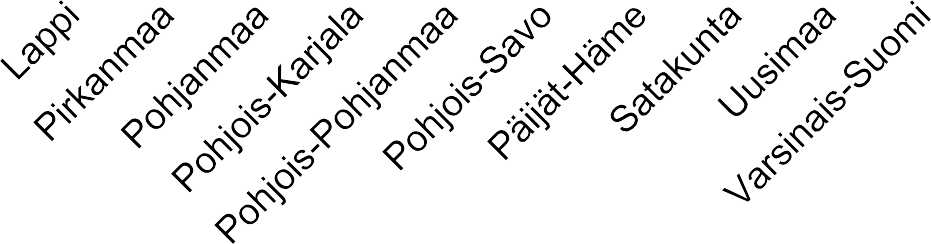 Lappi
Pirkanmaa
Pohjanmaa
Pohjois-Karjala
Pohjois-Pohjanmaa
Pohjois-Savo
Päijät-Häme
Satakunta
Uusimaa
Varsinais-Suomi